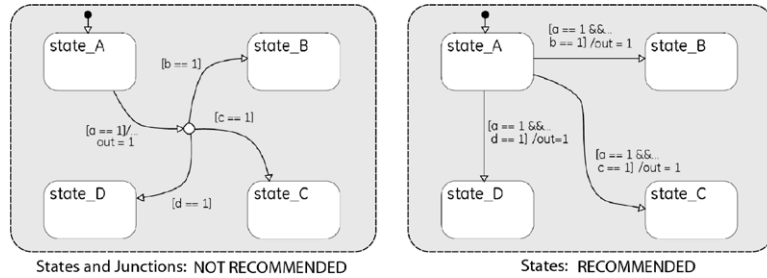 state_A
state_B
[b == 1]
[c == 1]
[a == 1]/...
out = 1
state_D
state_C
[d == 1]
States and Junctions: NOT RECOMMENDED
state_A
[a == 1 &&...
b == 1] /out = 1
state_B
[a == 1 &&...
d == 1] /out=1
[a == 1 &&...
c == 1] /out = 1
state_D
state_C
States: RECOMMENDED